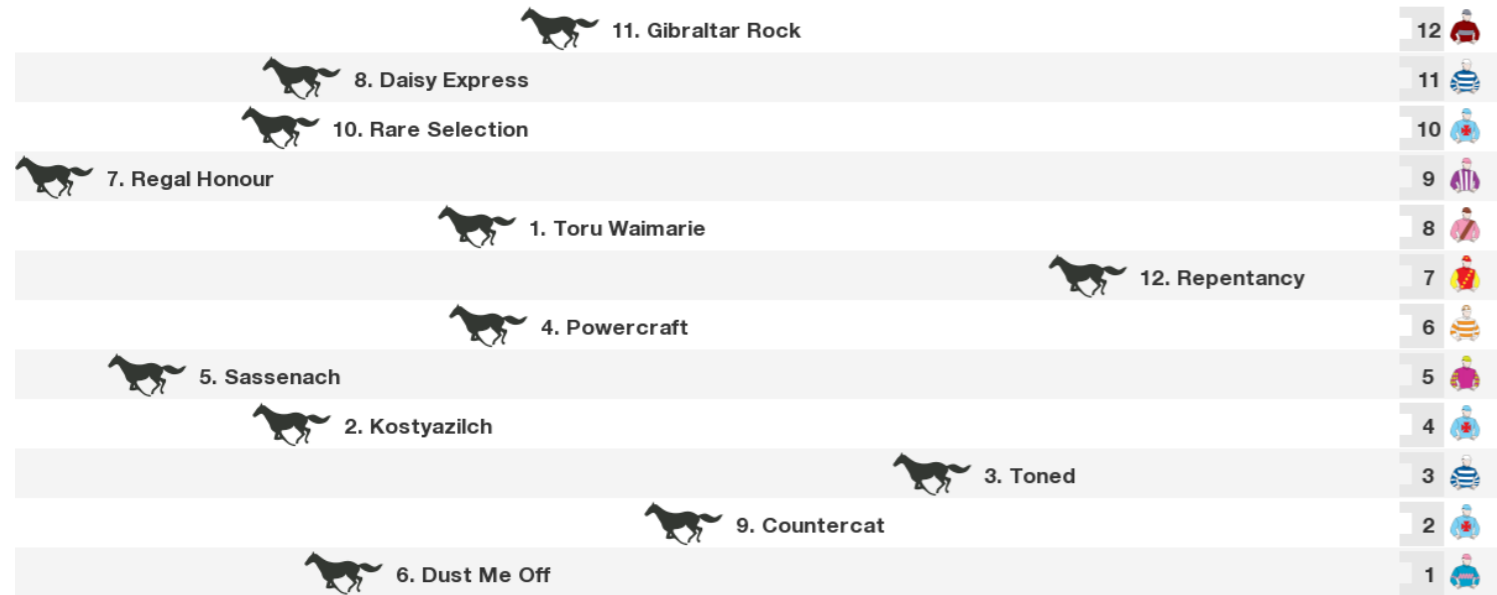 11. Gibraltar Rock 12
8. Daisy Express 11
10. Rare Selection 10
7. Regal Honour 9
1. Toru Waimarie 8
12. Repentancy 7
4. Powercraft 6
5. Sassenach 5
2. Kostyazilch 4
3. Toned 3
9. Countercat 2
6. Dust Me Off 1